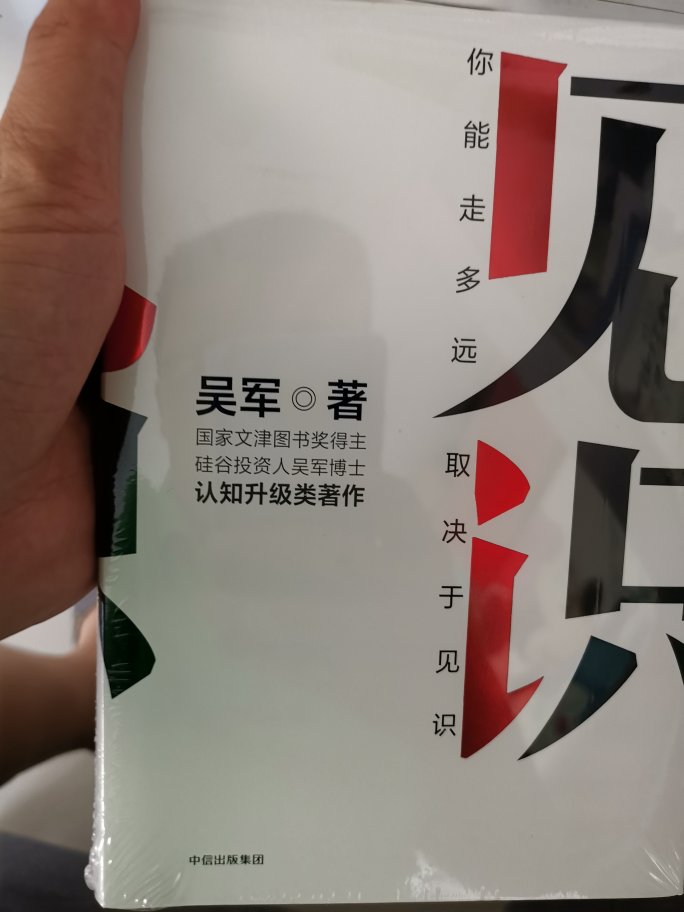 见识
你能走多远
取决于见识
吴军◎著
国家文津图书奖得主
硅谷投资人吴军博士
认知升级类著作
中信出版集团